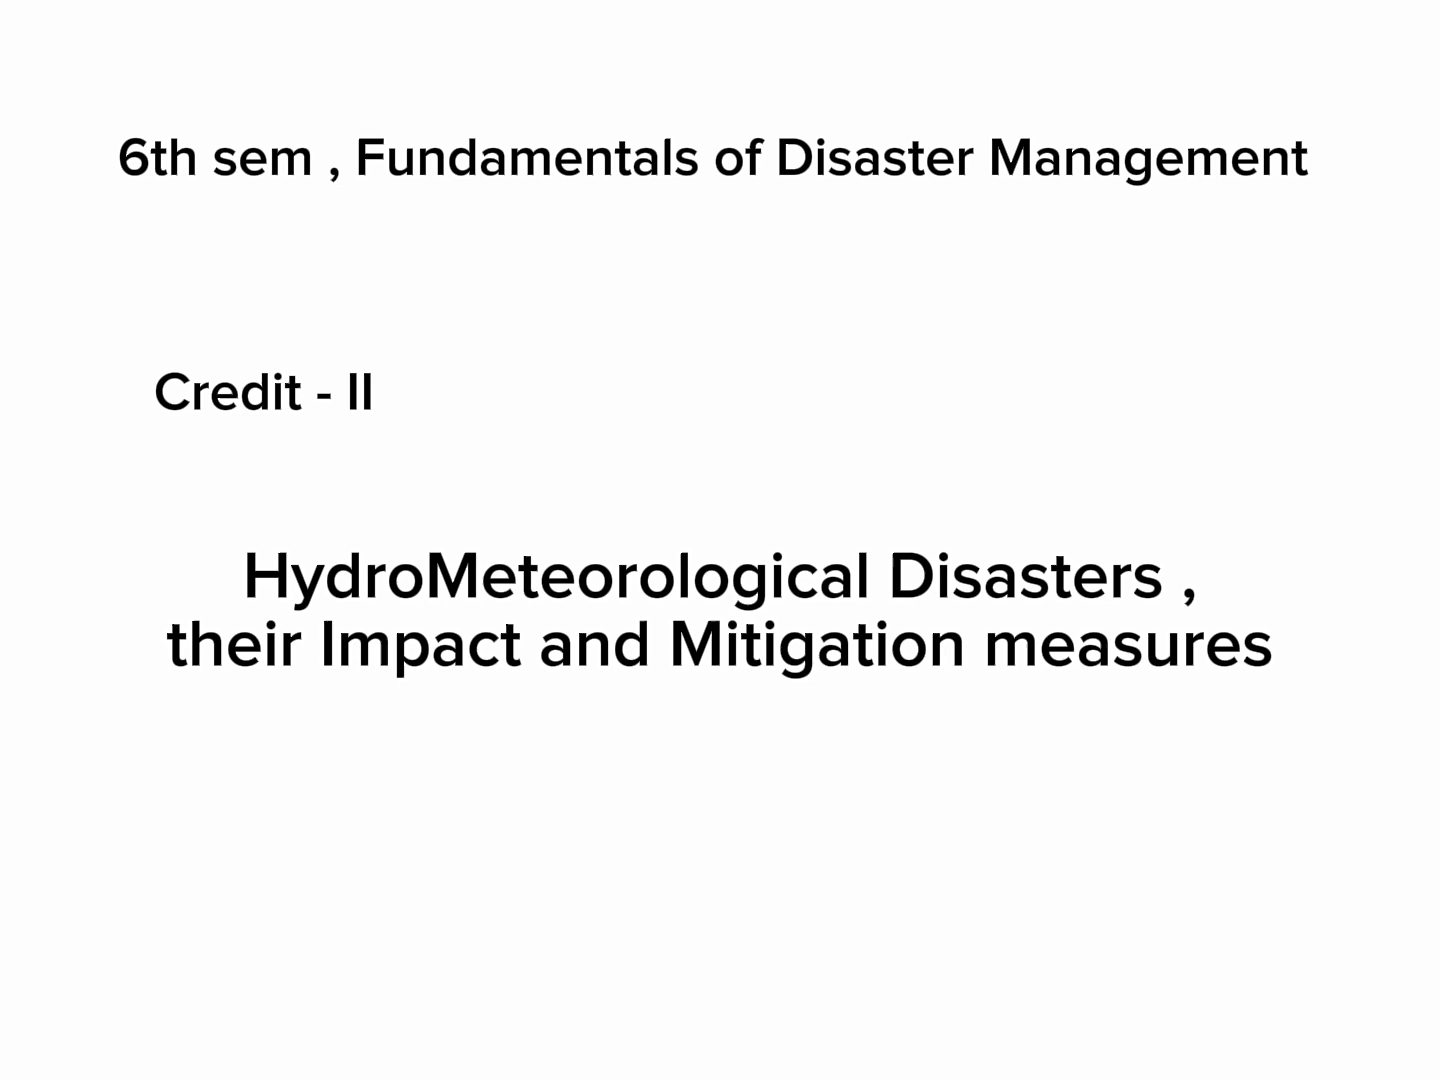 6th sem , Fundamentals of Disaster Management
Credit - II
HydroMeteorological Disasters ,
their Impact and Mitigation measures